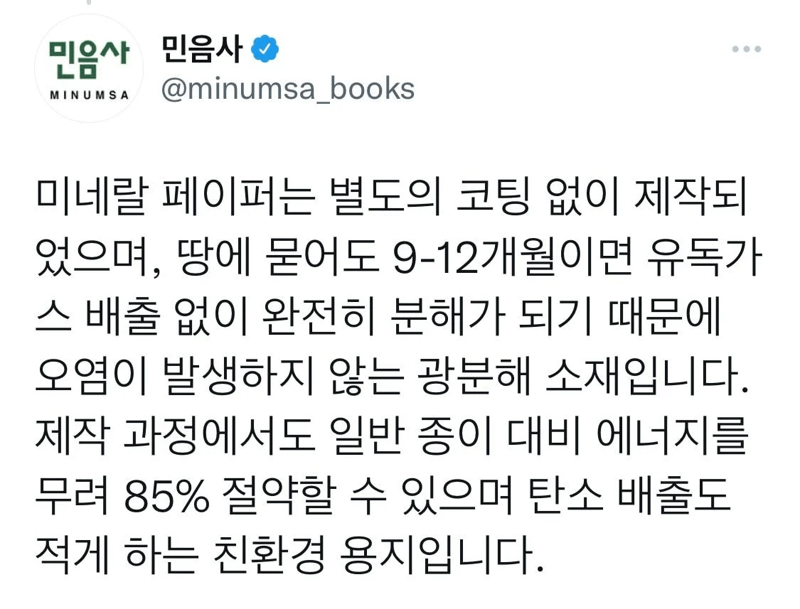 민음사
MINUMSA
민음사
@minumsa_books
미네랄 페이퍼는 별도의 코팅 없이 제작되
었으며, 땅에 묻어도 9-12개월이면 유독가
스 배출 없이 완전히 분해가 되기 때문에
오염이 발생하지 않는 광분해 소재입니다.
제작 과정에서도 일반 종이 대비 에너지를
무려 85% 절약할 수 있으며 탄소 배출도
적게 하는 친환경 용지입니다.